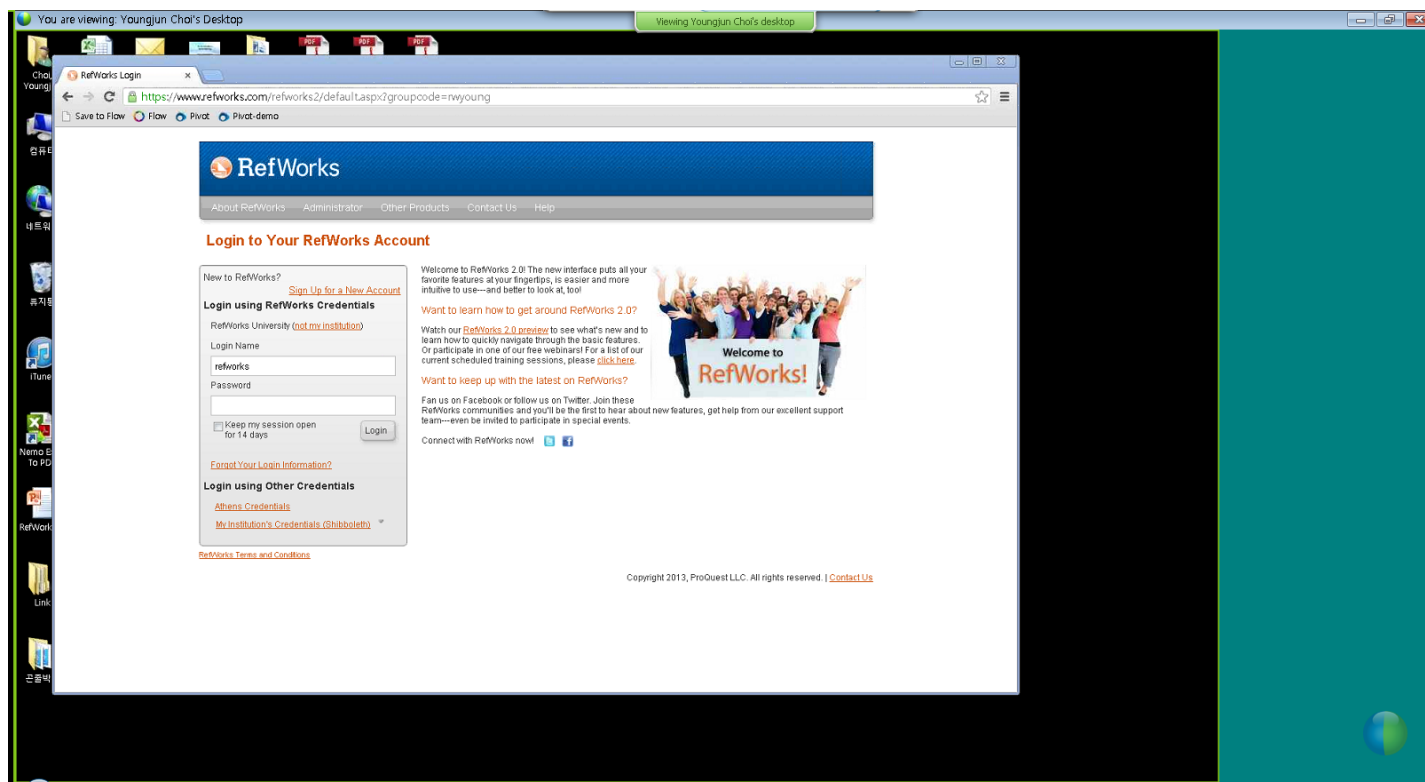 You are viewing: Youngjun Choi's Desktop
Viewing Youngjun Choi's desktop
Choi,
Youngj
컴퓨터
네트워
휴지통
iTune
Nemo E
To PD
RefWork
Link
RefWorks Login
https://www.refworks.com/refworks2/default.aspx?groupcode=rwyoung
Save to Flow Flow Pivot Pivot-demo
RefWorks
About RefWorks Administrator Other Products Contact Us Help
Login to Your RefWorks Account
New to RefWorks?
Sign Up for a New Account
Login using RefWorks Credentials
RefWorks University (not my institution)
Login Name
refworks
Password
Keep my session open
for 14 days
Login
Forgot Your Login Information?
Login using Other Credentials
Athens Credentials
My Institution's Credentials (Shibboleth)
RefWorks Terms and Conditions
Welcome to RefWorks 2.0! The new interface puts all your
favorite features at your fingertips, is easier and more
intuitive to use---and better to look at, too!
Want to learn how to get around RefWorks 2.0?
Watch our RefWorks 2.0 preview to see what's new and to
learn how to quickly navigate through the basic features.
Or participate in one of our free webinars! For a list of our
current scheduled training sessions, please click here.
Want to keep up with the latest on RefWorks?
Fan us on Facebook or follow us on Twitter. Join these
RefWorks communities and you'll be the first to hear about new features, get help from our excellent support
team---even be invited to participate in special events.
Connect with RefWorks now!
Welcome to
RefWorks!
Copyright 2013, ProQuest LLC. All rights reserved. | Contact Us